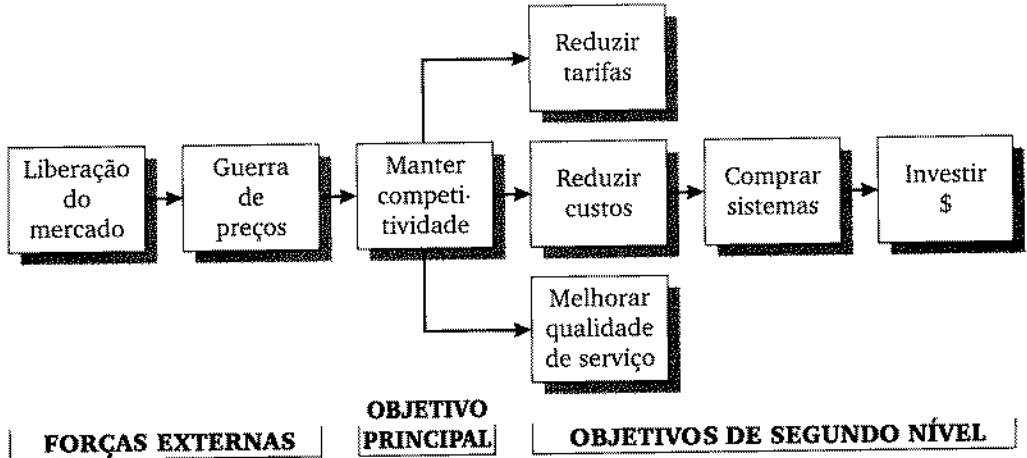 Reduzir
tarifas
Liberação
do
mercado
Guerra
de
preços
Manter
competi-
tividade
Reduzir
custos
Comprar
sistemas
Investir
$
Melhorar
qualidade
de serviço
FORÇAS EXTERNAS
OBJETIVO
PRINCIPAL
OBJETIVOS DE SEGUNDO NÍVEL